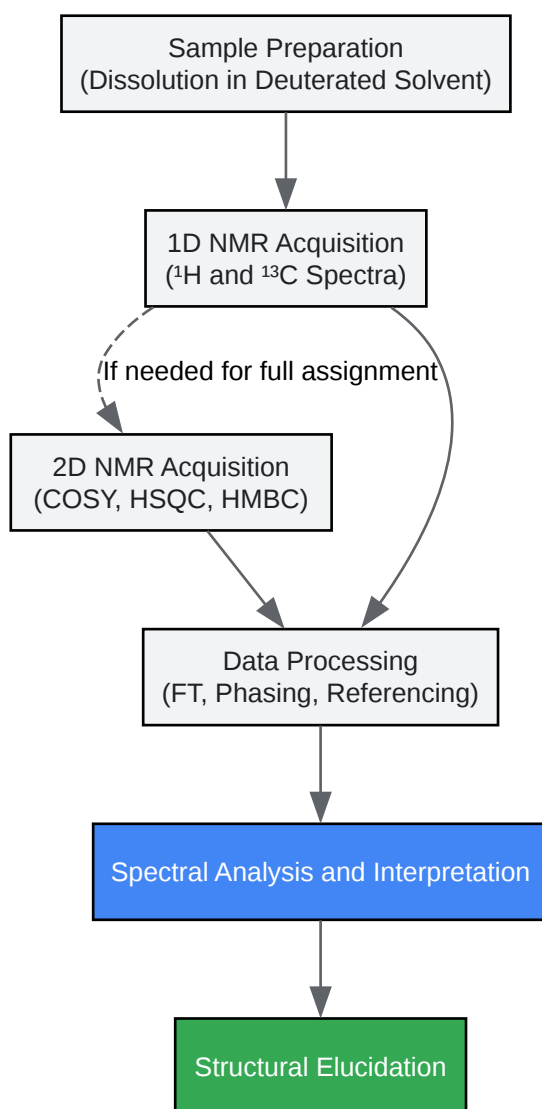 Sample Preparation
(Dissolution in Deuterated Solvent)
1D NMR Acquisition
(¹H and ¹³C Spectra)
If needed for full assignment
2D NMR Acquisition
(COSY, HSQC, HMBC)
Data Processing
(FT, Phasing, Referencing)
Spectral Analysis and Interpretation
Structural Elucidation